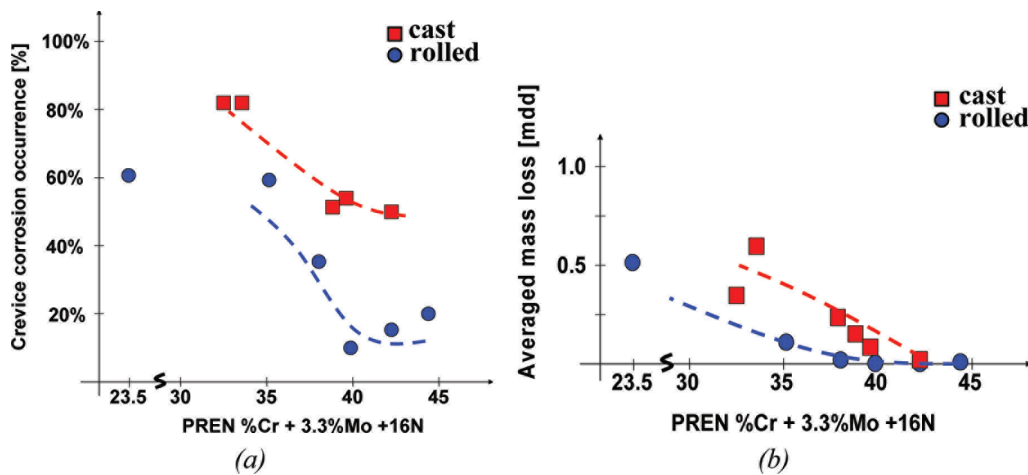 cast
rolled
Crevice corrosion occurrence [%]
100%
80%
60%
40%
20%
23.5 30 35 40 45
PREN %Cr + 3.3%Mo +16N
(a)
cast
rolled
Averaged mass loss [mdd]
1.0
0.5
23.5 30 35 40 45
PREN %Cr + 3.3%Mo +16N
(b)